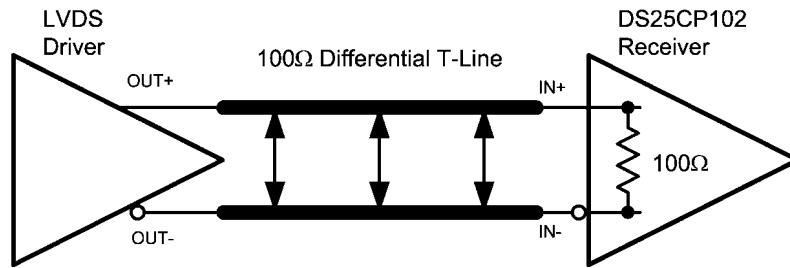 LVDS
Driver
DS25CP102
Receiver
100Ω Differential T-Line
OUT+
IN+
100Ω
OUT-
IN-